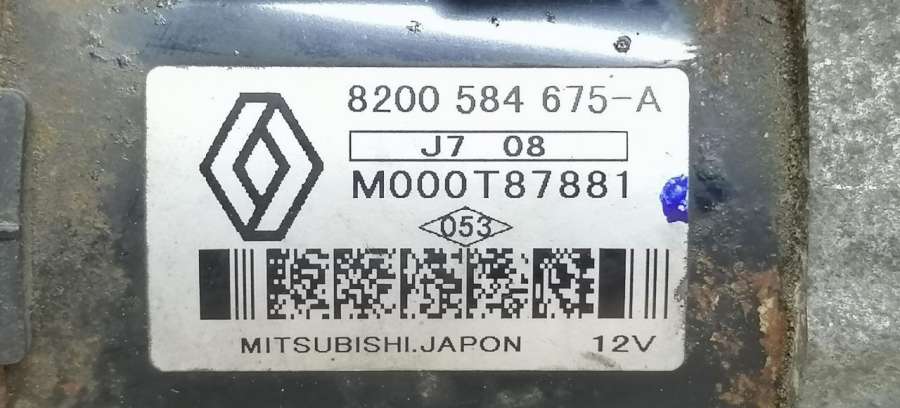 8200 584 675-A
J7 08
M000T87881
053
MITSUBISHI.JAPON 12V